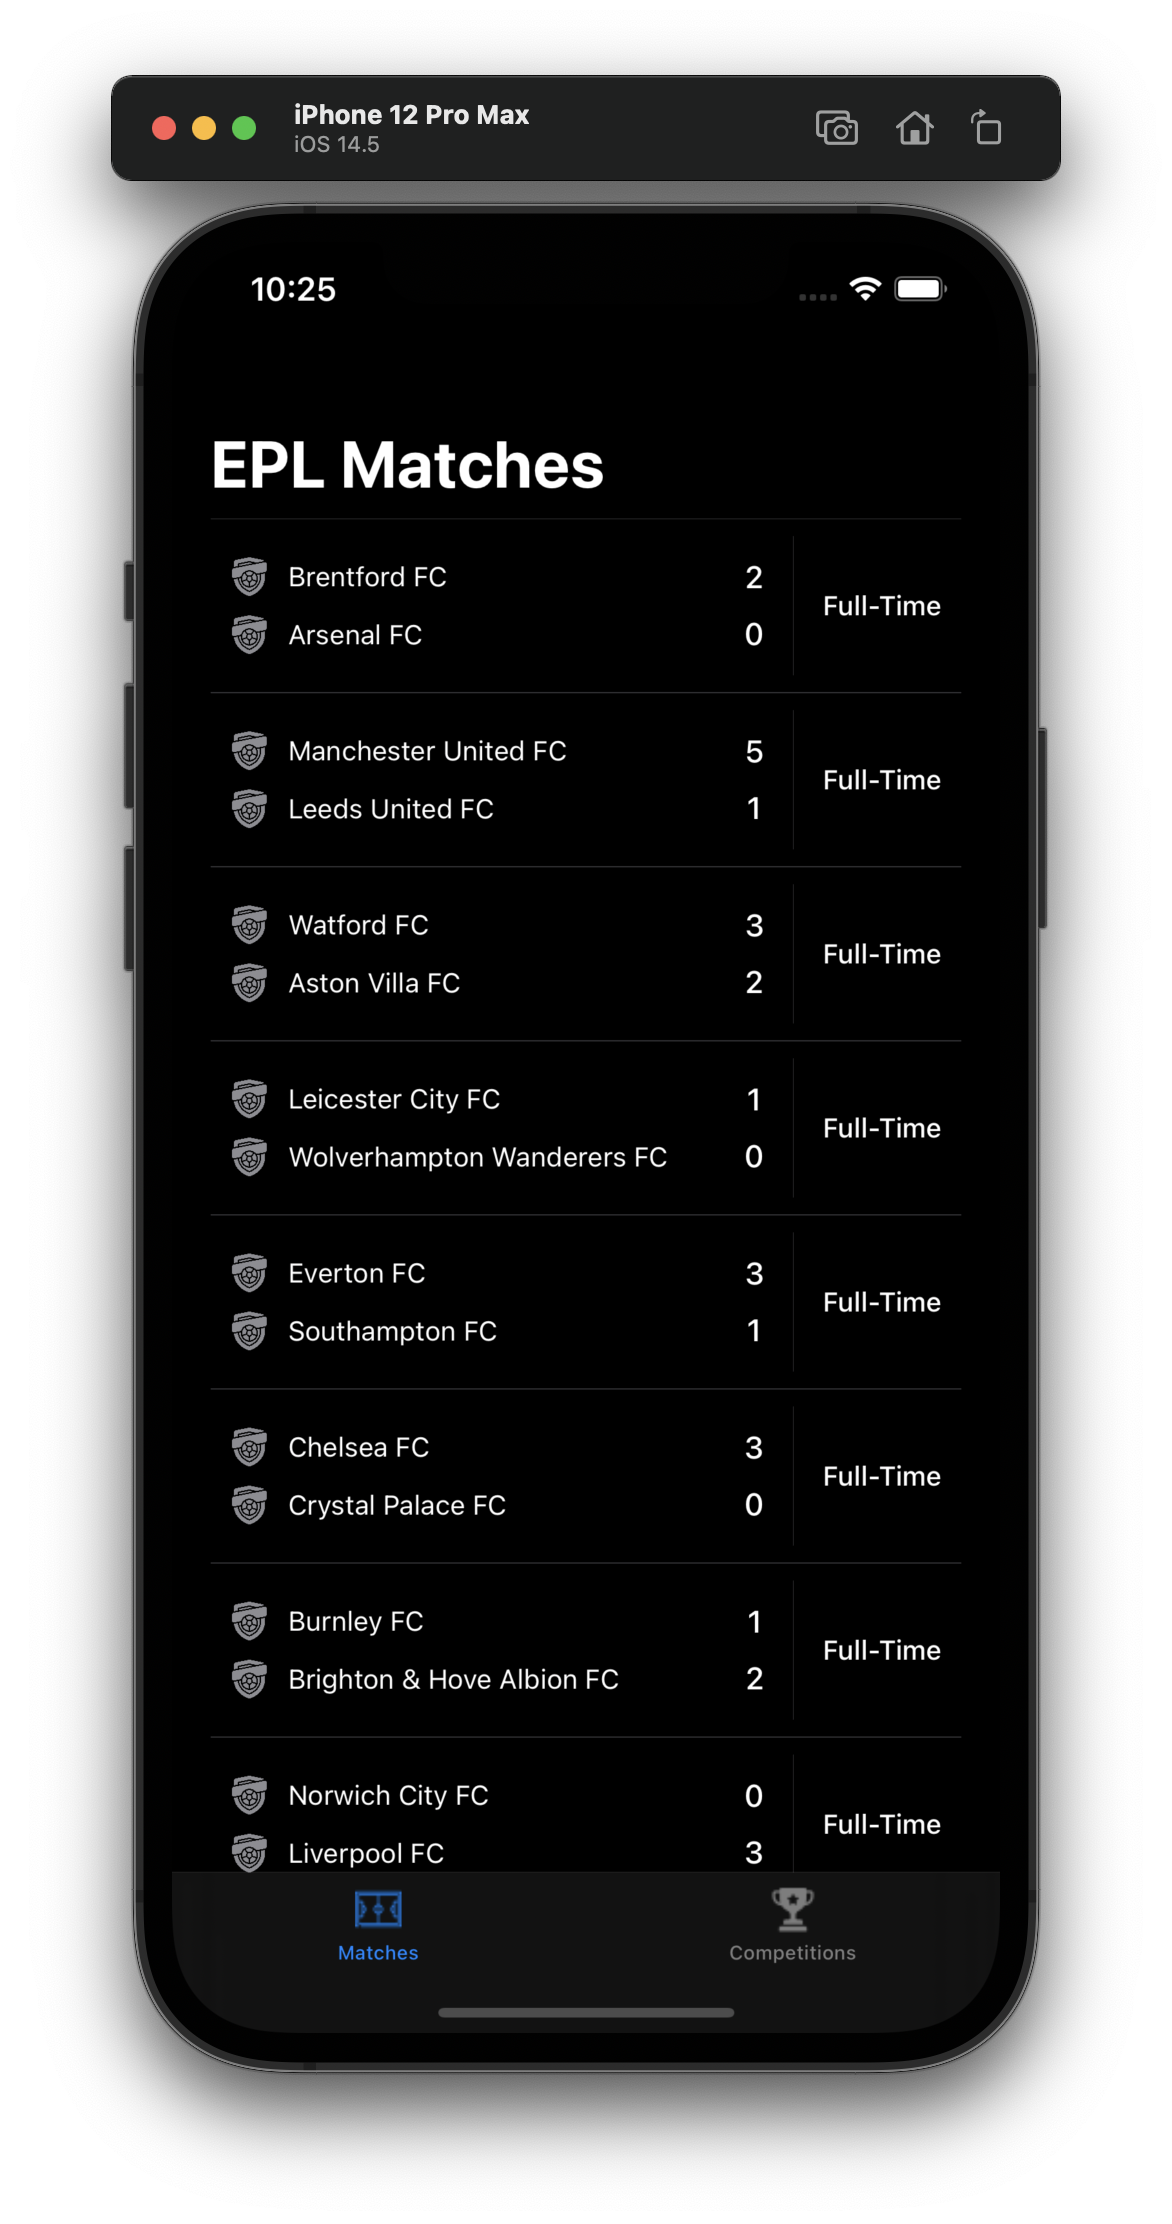 iPhone 12 Pro Max
iOS 14.5
10:25
EPL Matches
Brentford FC 2
Arsenal FC 0
Full-Time
Manchester United FC 5
Leeds United FC 1
Full-Time
Watford FC 3
Aston Villa FC 2
Full-Time
Leicester City FC 1
Wolverhampton Wanderers FC 0
Full-Time
Everton FC 3
Southampton FC 1
Full-Time
Chelsea FC 3
Crystal Palace FC 0
Full-Time
Burnley FC 1
Brighton & Hove Albion FC 2
Full-Time
Norwich City FC 0
Liverpool FC 3
Full-Time
Matches
Competitions